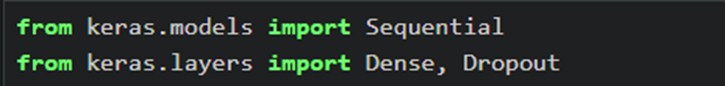 from keras.models import Sequential
from keras.layers import Dense, Dropout